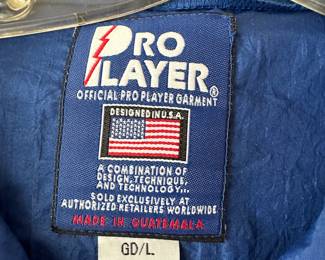 PRO
PLAYER®
OFFICIAL PRO PLAYER GARMENT
DESIGNED IN U.S.A.
A COMBINATION OF
DESIGN, TECHNIQUE,
AND TECHNOLOGY...
SOLD EXCLUSIVELY AT
AUTHORIZED RETAILERS WORLDWIDE
MADE IN GUATEMALA
GD/L